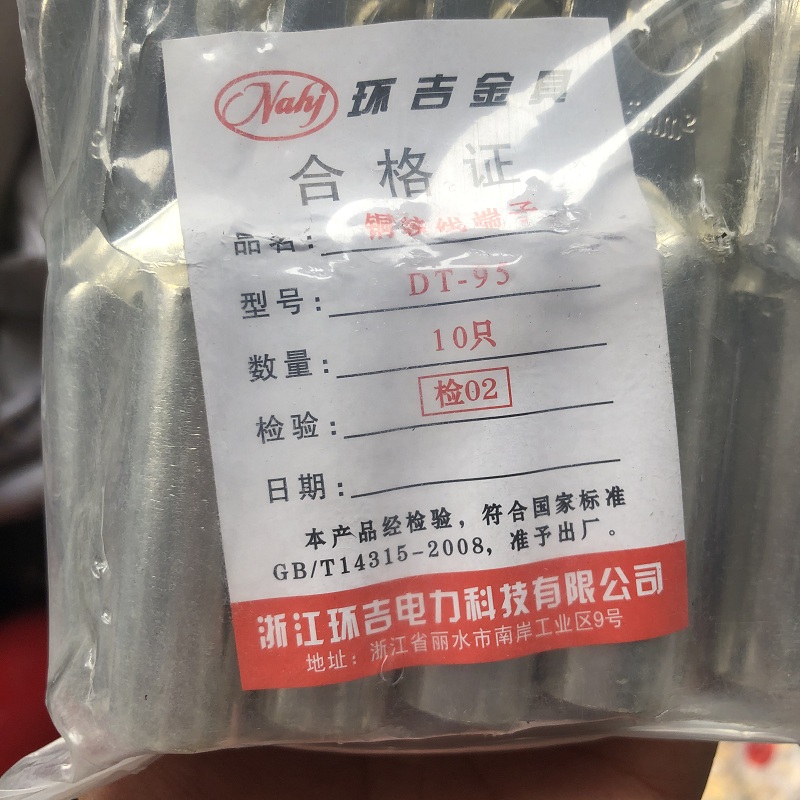 Nahj 环吉金具
合格证
品名: 铜接线端子
型号: DT-95
数量: 10只
检验: 检02
日期:
本产品经检验,符合国家标准
GB/T14315-2008,准予出厂。
浙江环吉电力科技有限公司
地址:浙江省丽水市南岸工业区9号